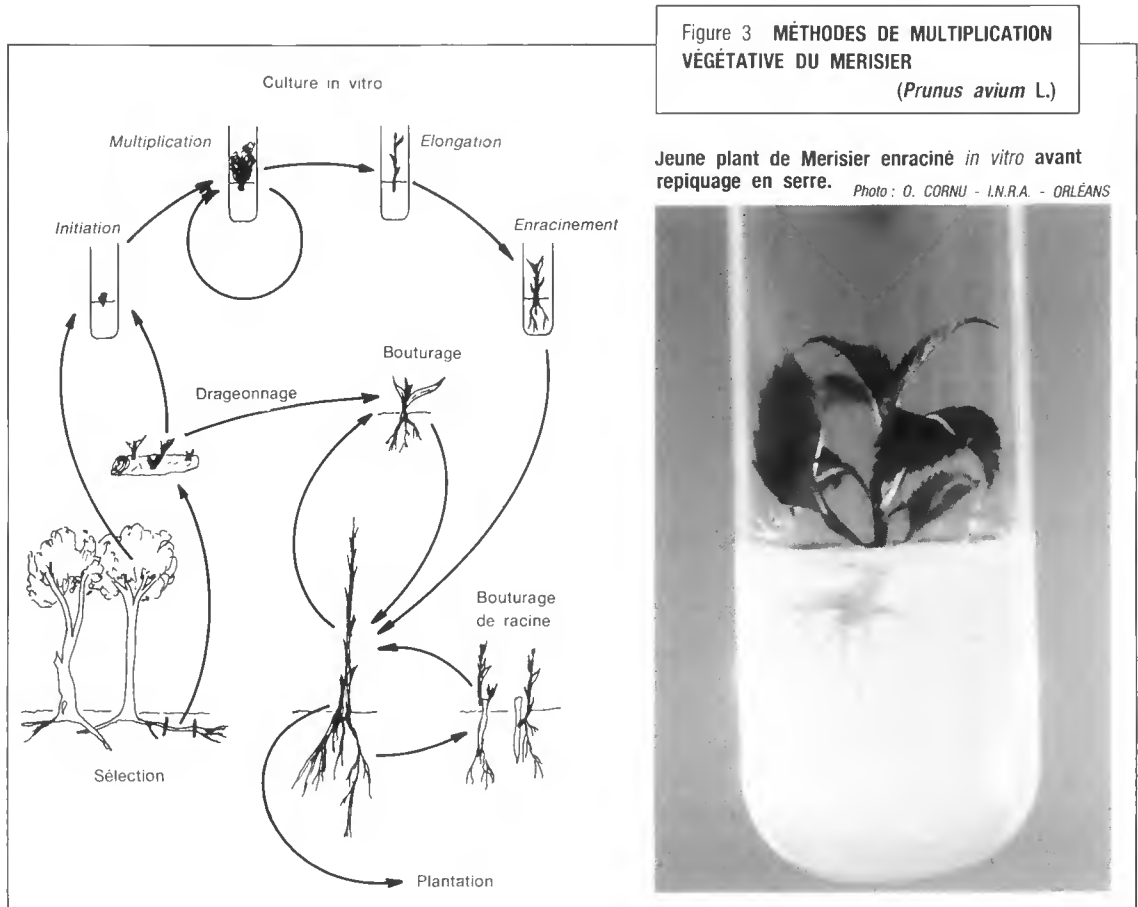 Figure 3 MÉTHODES DE MULTIPLICATION
VÉGÉTATIVE DU MERISIER
(Prunus avium L.)
Culture in vitro
Multiplication
Elongation
Initiation
Enracinement
Bouturage
Drageonnage
Bouturage
de racine
Sélection
Plantation
Jeune plant de Merisier enraciné in vitro avant
repiquage en serre.
Photo : O. CORNU - I.N.R.A. - ORLÉANS